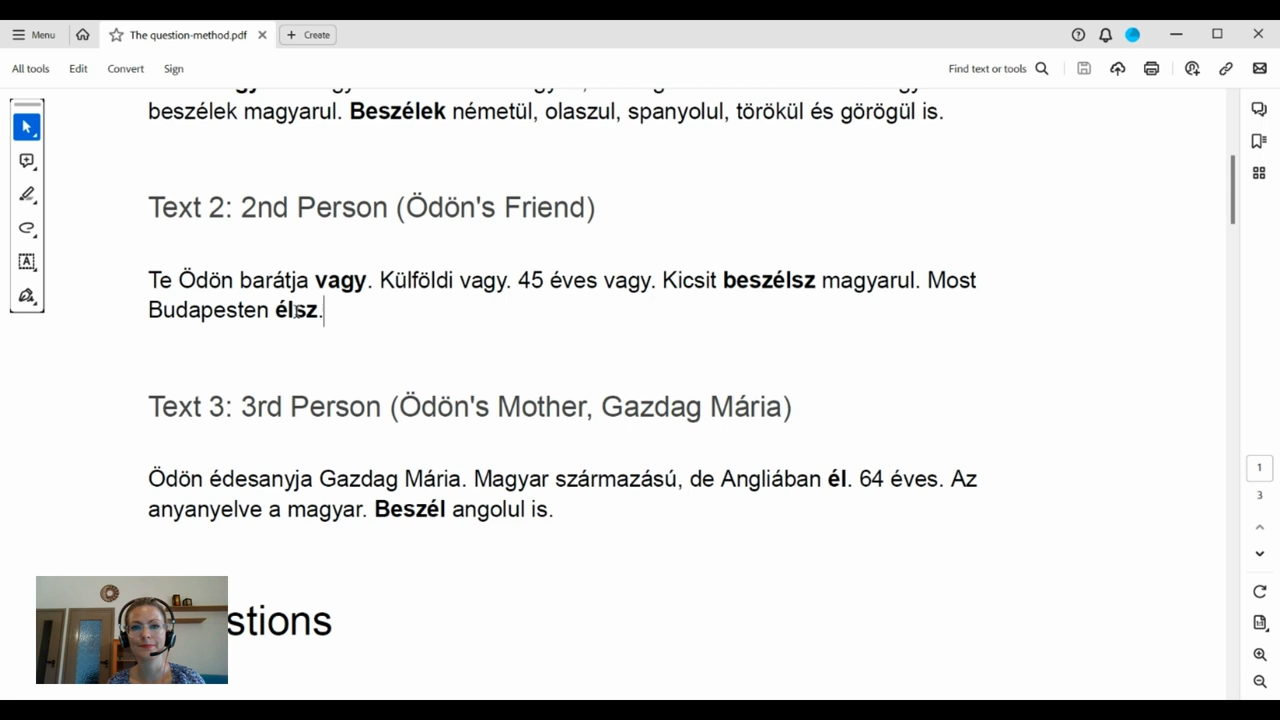 Menu
The question-method.pdf
Create
All tools Edit Convert Sign
Find text or tools
beszélek magyarul. Beszélek németül, olaszul, spanyolul, törökül és görögül is.
Text 2: 2nd Person (Ödön's Friend)
Te Ödön barátja vagy. Külföldi vagy. 45 éves vagy. Kicsit beszélsz magyarul. Most
Budapesten élsz.
Text 3: 3rd Person (Ödön's Mother, Gazdag Mária)
Ödön édesanyja Gazdag Mária. Magyar származású, de Angliában él. 64 éves. Az
anyanyelve a magyar. Beszél angolul is.
stions
1
3